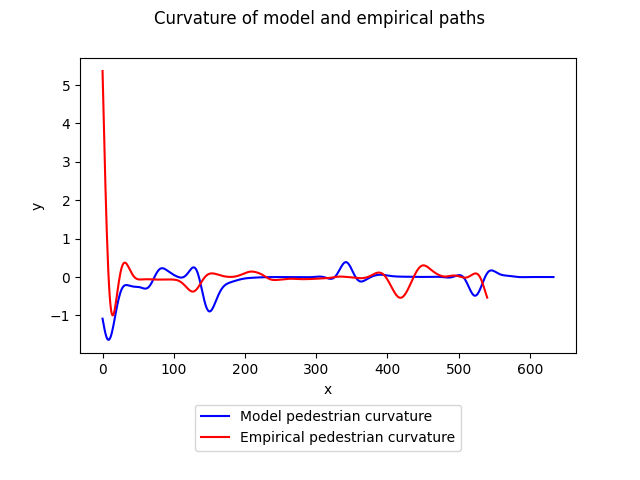 Curvature of model and empirical paths
5
4
3
2
1
0
−1
y
0 100 200 300 400 500 600
x
Model pedestrian curvature
Empirical pedestrian curvature